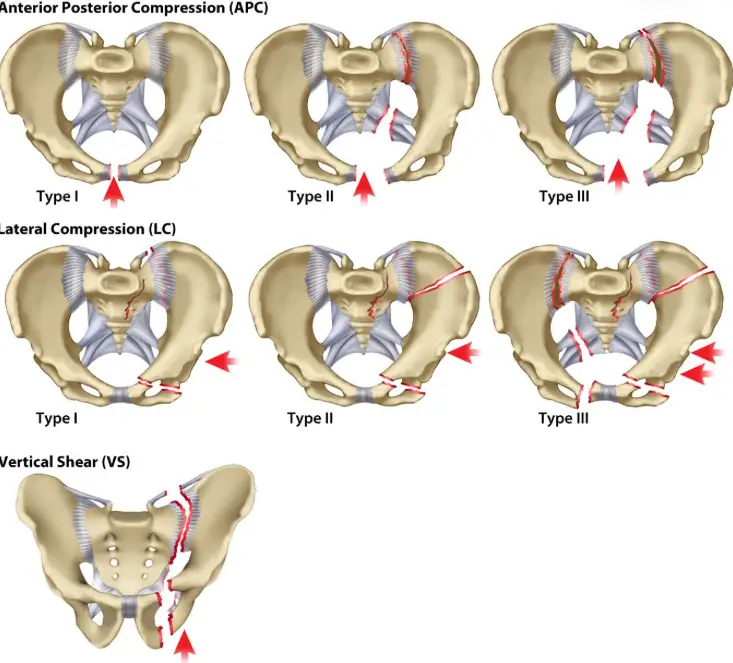 Anterior Posterior Compression (APC)
Type I
Type II
Type III
Lateral Compression (LC)
Type I
Type II
Type III
Vertical Shear (VS)